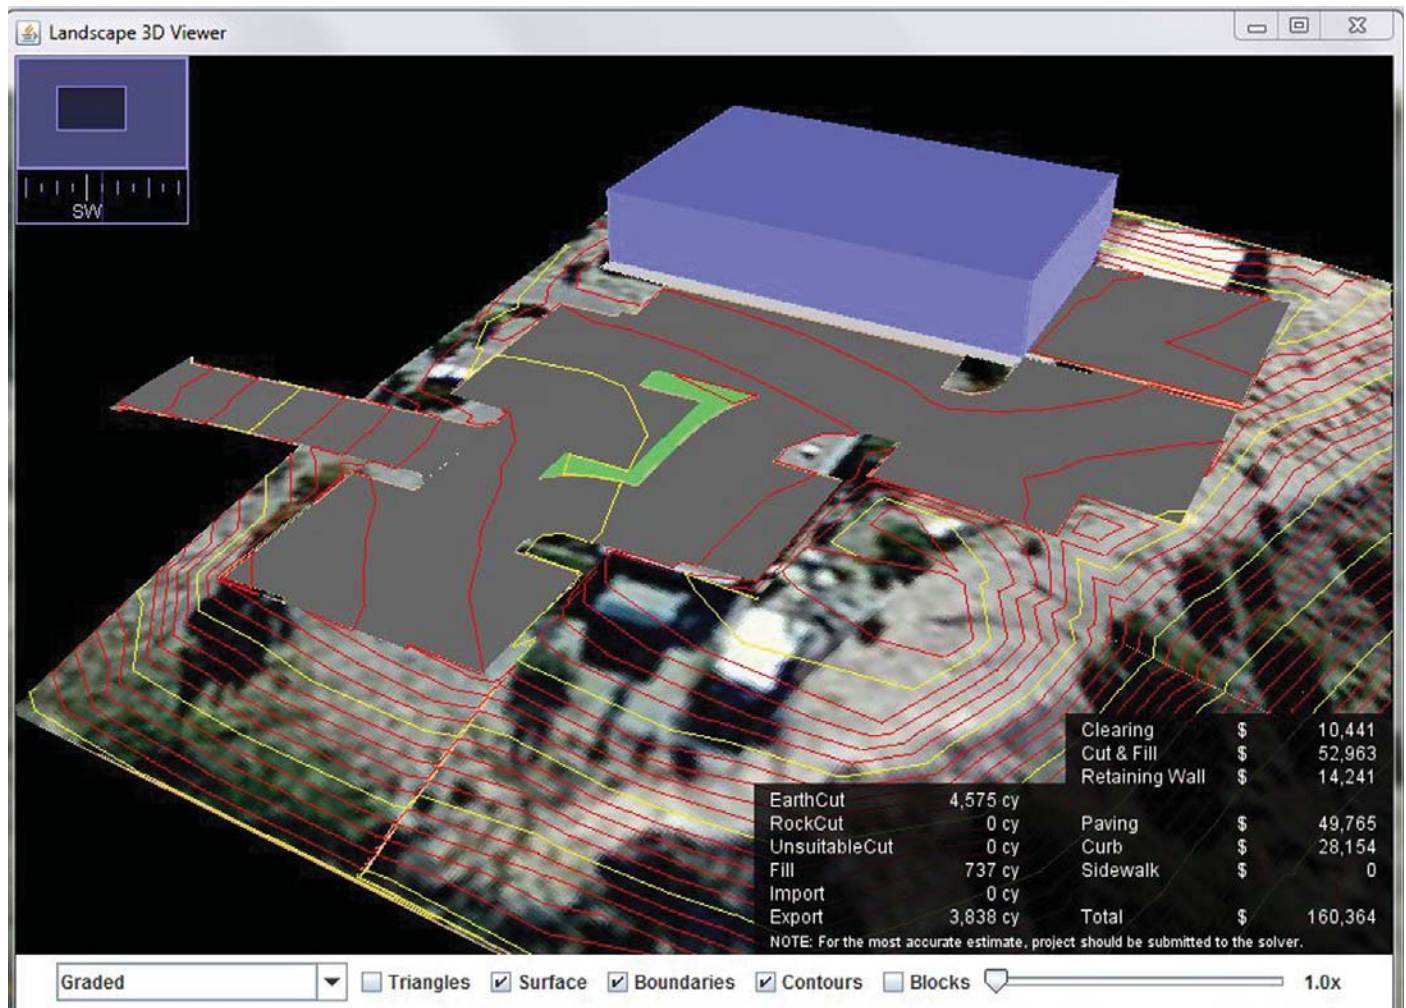 Landscape 3D Viewer
SW
Clearing $ 10,441
Cut & Fill $ 52,963
Retaining Wall $ 14,241
EarthCut 4,575 cy
RockCut 0 cy Paving $ 49,765
UnsuitableCut 0 cy Curb $ 28,154
Fill 737 cy Sidewalk $ 0
Import 0 cy
Export 3,838 cy Total $ 160,364
NOTE: For the most accurate estimate, project should be submitted to the solver.
Graded Triangles Surface Boundaries Contours Blocks 1.0x